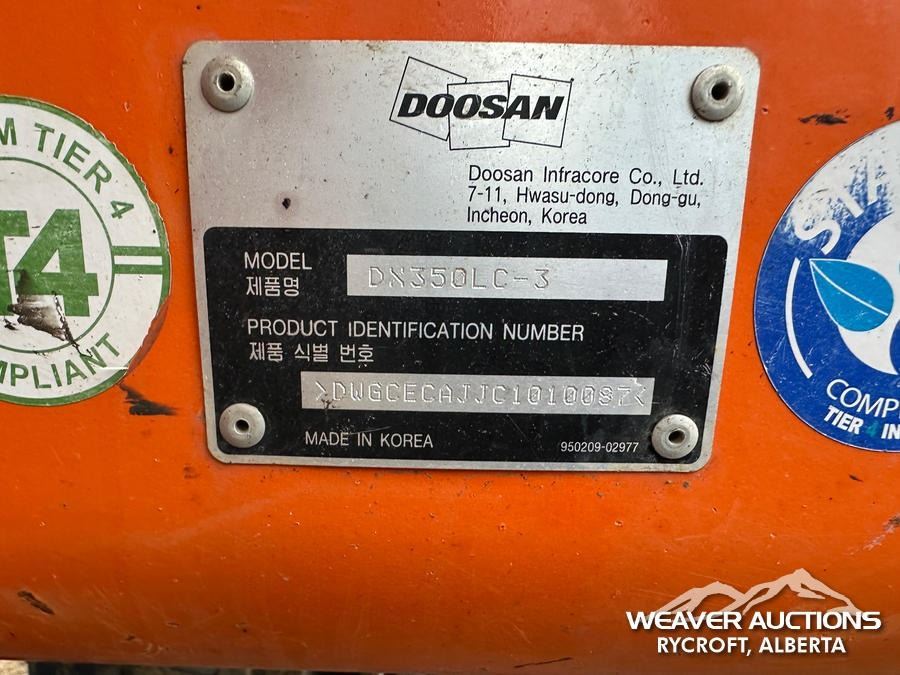 DOOSAN
Doosan Infracore Co., Ltd.
7-11, Hwasu-dong, Dong-gu,
Incheon, Korea
MODEL
제품명
DX350LC-3
PRODUCT IDENTIFICATION NUMBER
제품 식별 번호
>DWGCECAJJC1010087<
MADE IN KOREA
950209-02977
M TIER 4
T4
MPLIANT
STA
COMP
TIER 4 IN
WEAVER AUCTIONS
RYCROFT, ALBERTA